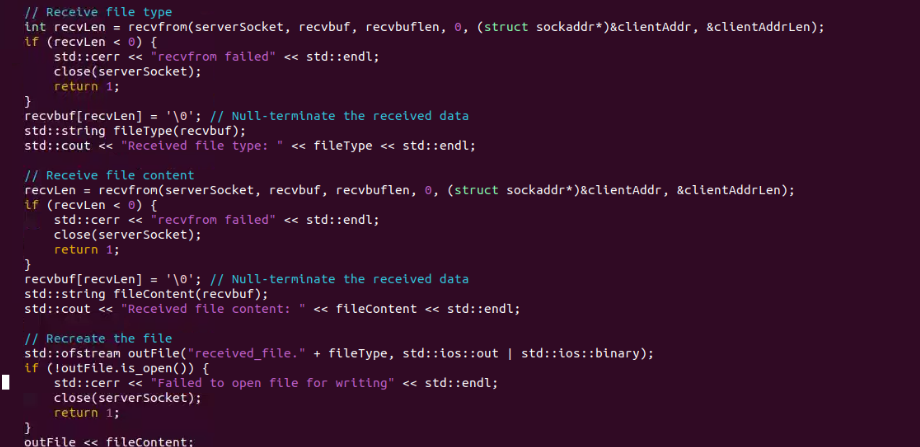 // Receive file type
int recvLen = recvfrom(serverSocket, recvbuf, recvbuflen, 0, (struct sockaddr*)&clientAddr, &clientAddrLen);
if (recvLen < 0) {
    std::cerr << "recvfrom failed" << std::endl;
    close(serverSocket);
    return 1;
}
recvbuf[recvLen] = '\0'; // Null-terminate the received data
std::string fileType(recvbuf);
std::cout << "Received file type: " << fileType << std::endl;

// Receive file content
recvLen = recvfrom(serverSocket, recvbuf, recvbuflen, 0, (struct sockaddr*)&clientAddr, &clientAddrLen);
if (recvLen < 0) {
    std::cerr << "recvfrom failed" << std::endl;
    close(serverSocket);
    return 1;
}
recvbuf[recvLen] = '\0'; // Null-terminate the received data
std::string fileContent(recvbuf);
std::cout << "Received file content: " << fileContent << std::endl;

// Recreate the file
std::ofstream outFile("received_file." + fileType, std::ios::out | std::ios::binary);
if (!outFile.is_open()) {
    std::cerr << "Failed to open file for writing" << std::endl;
    close(serverSocket);
    return 1;
}
outFile << fileContent;